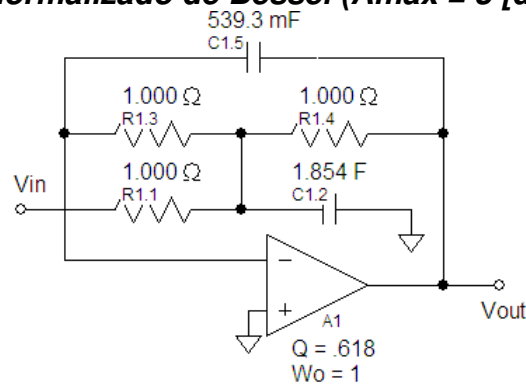 normalizado de Bessel (Amax = 3 [d
539.3 mF
C1.5
1.000 Ω
R1.3
1.000 Ω
R1.4
1.000 Ω
R1.1
1.854 F
C1.2
Vin
−
+
A1
Vout
Q = .618
Wo = 1